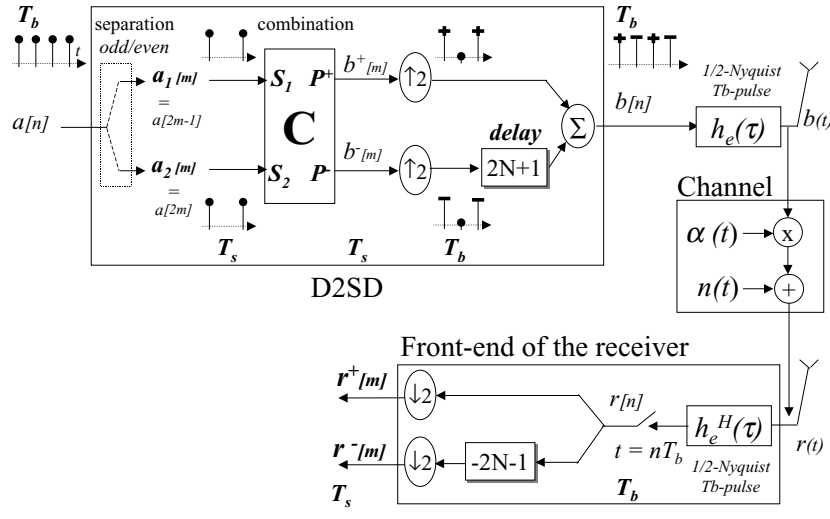 T_b
separation
odd/even
t
a[n]
a_1[m]
=
a[2m-1]
a_2[m]
=
a[2m]
T_s
combination
S_1 P^+
C
S_2 P^-
b^+[m]
↑2
b^-[m]
↑2
delay
2N+1
Σ
T_s
T_b
D2SD
T_b
b[n]
1/2-Nyquist
Tb-pulse
h_e(τ)
b(t)
Channel
α(t)
x
n(t)
+
Front-end of the receiver
r^+[m]
↓2
r[n]
r^-[m]
↓2
-2N-1
t = nT_b
h_e^H(τ)
r(t)
1/2-Nyquist
Tb-pulse
T_s
T_b